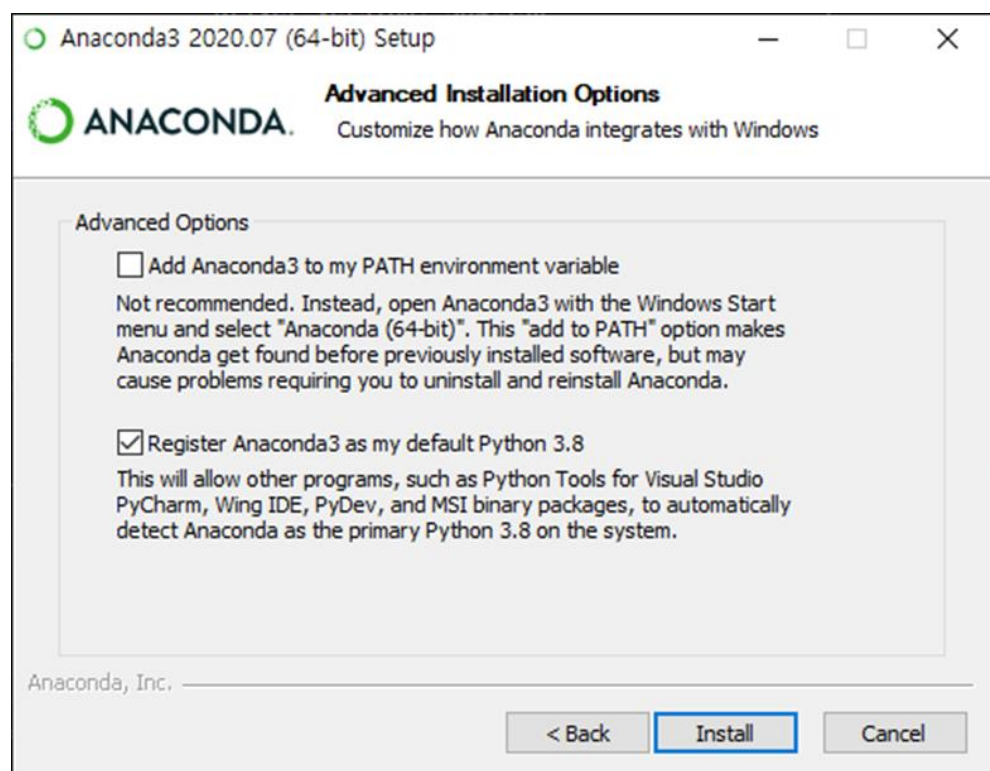 Anaconda3 2020.07 (64-bit) Setup
ANACONDA.
Advanced Installation Options
Customize how Anaconda integrates with Windows
Advanced Options
Add Anaconda3 to my PATH environment variable
Not recommended. Instead, open Anaconda3 with the Windows Start
menu and select "Anaconda (64-bit)". This "add to PATH" option makes
Anaconda get found before previously installed software, but may
cause problems requiring you to uninstall and reinstall Anaconda.
Register Anaconda3 as my default Python 3.8
This will allow other programs, such as Python Tools for Visual Studio
PyCharm, Wing IDE, PyDev, and MSI binary packages, to automatically
detect Anaconda as the primary Python 3.8 on the system.
Anaconda, Inc.
< Back Install Cancel